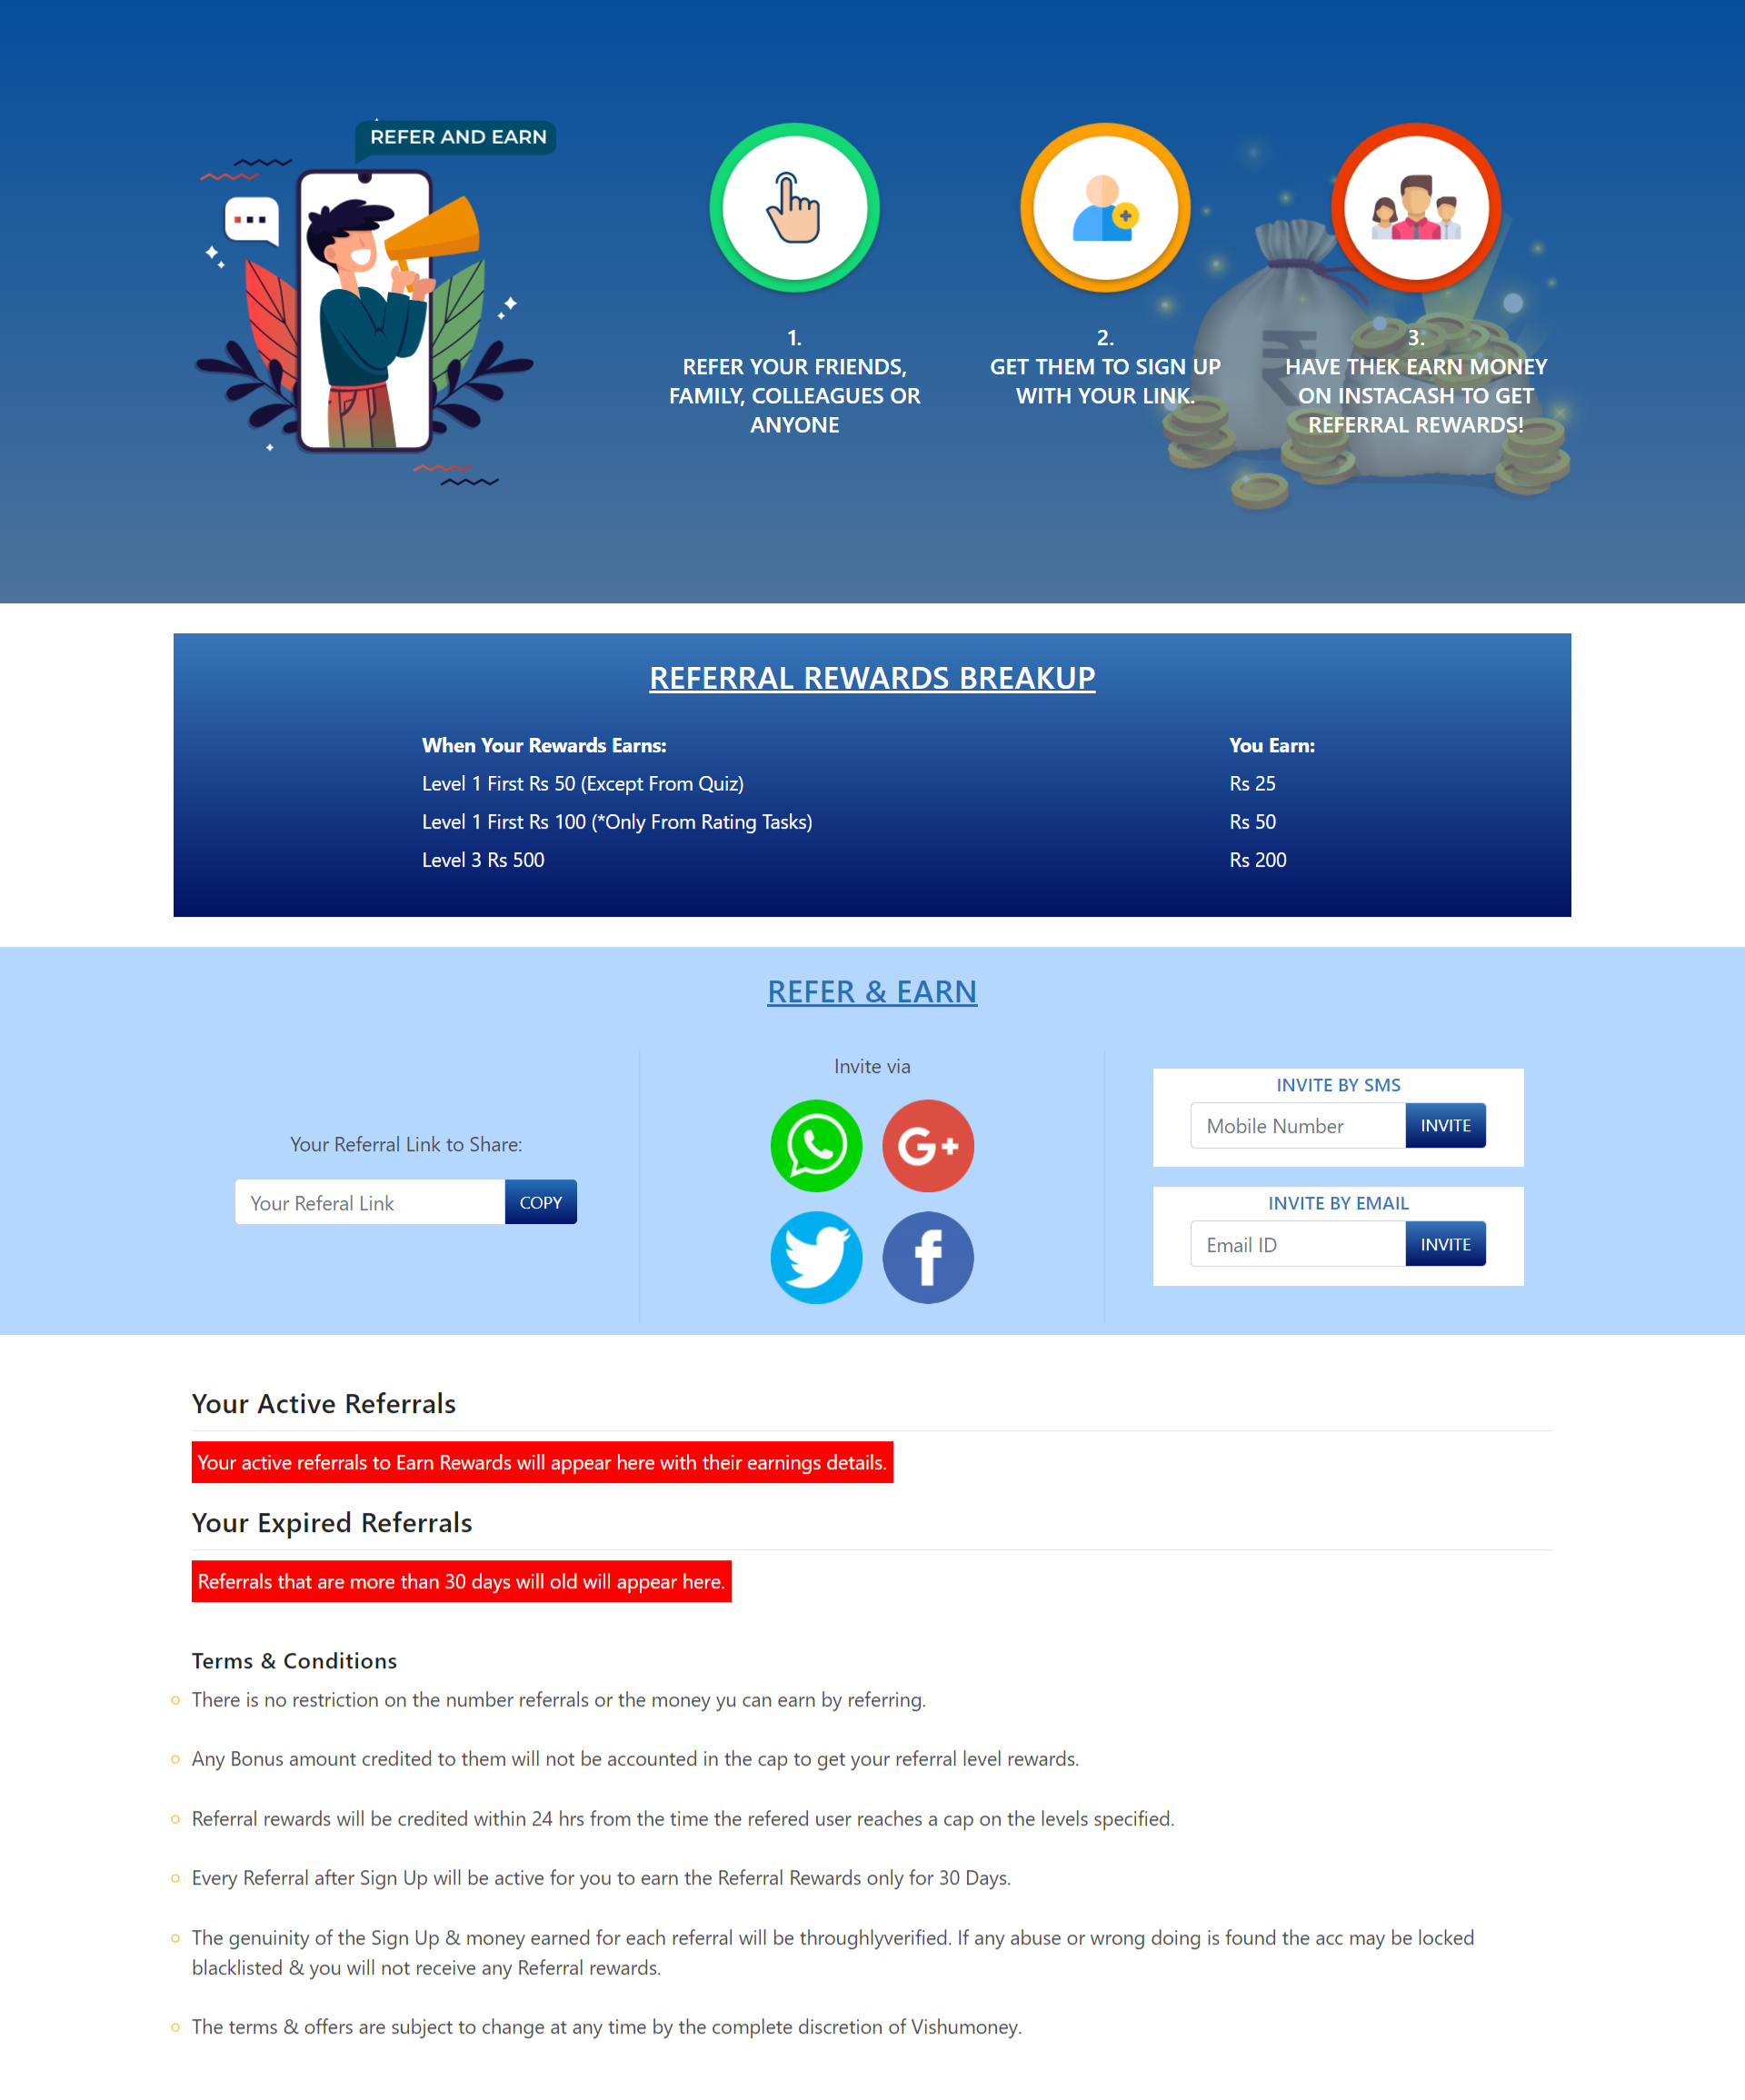 REFER AND EARN
1.
REFER YOUR FRIENDS,
FAMILY, COLLEAGUES OR
ANYONE
2.
GET THEM TO SIGN UP
WITH YOUR LINK.
3.
HAVE THEK EARN MONEY
ON INSTACASH TO GET
REFERRAL REWARDS!
REFERRAL REWARDS BREAKUP
When Your Rewards Earns: You Earn:
Level 1 First Rs 50 (Except From Quiz) Rs 25
Level 1 First Rs 100 (*Only From Rating Tasks) Rs 50
Level 3 Rs 500 Rs 200
REFER & EARN
Your Referral Link to Share:
Your Referal Link COPY
Invite via
INVITE BY SMS
Mobile Number INVITE
INVITE BY EMAIL
Email ID INVITE
Your Active Referrals
Your active referrals to Earn Rewards will appear here with their earnings details.
Your Expired Referrals
Referrals that are more than 30 days will old will appear here.
Terms & Conditions
There is no restriction on the number referrals or the money yu can earn by referring.
Any Bonus amount credited to them will not be accounted in the cap to get your referral level rewards.
Referral rewards will be credited within 24 hrs from the time the refered user reaches a cap on the levels specified.
Every Referral after Sign Up will be active for you to earn the Referral Rewards only for 30 Days.
The genuinity of the Sign Up & money earned for each referral will be throughlyverified. If any abuse or wrong doing is found the acc may be locked
blacklisted & you will not receive any Referral rewards.
The terms & offers are subject to change at any time by the complete discretion of Vishumoney.